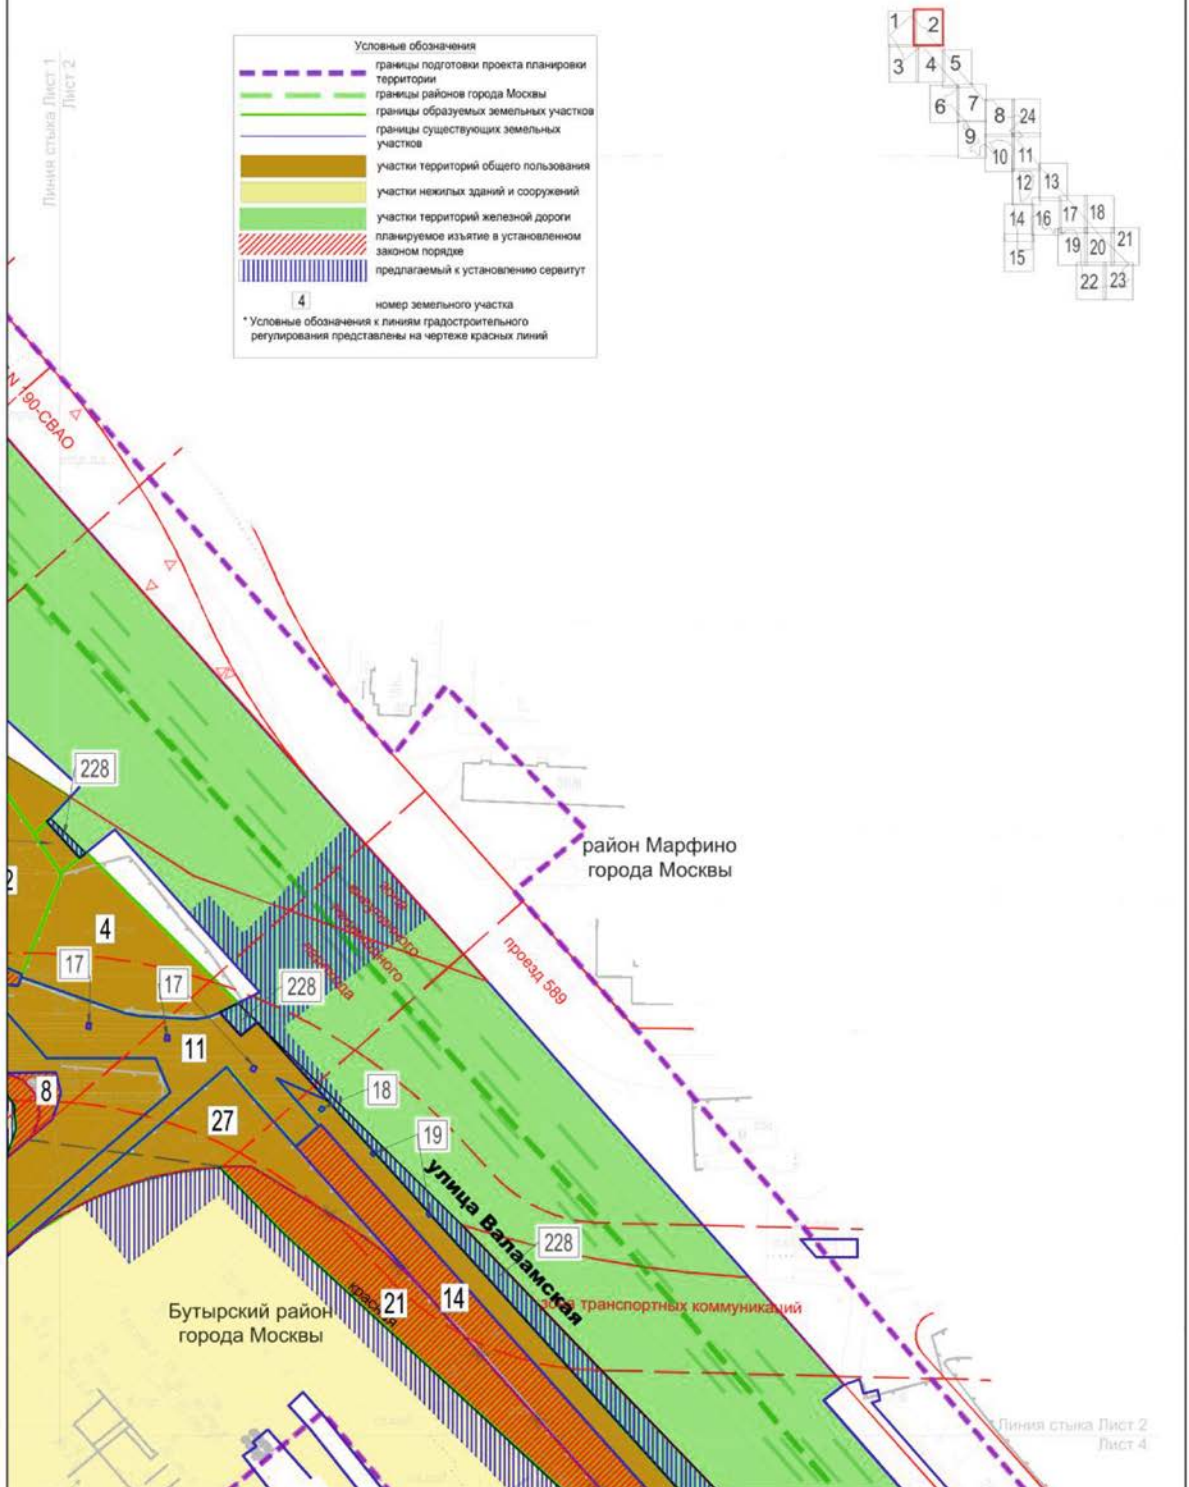 Линия стыка Лист 1
Лист 2
Условные обозначения
границы подготовки проекта планировки
территории
границы районов города Москвы
границы образуемых земельных участков
границы существующих земельных
участков
участки территорий общего пользования
участки нежилых зданий и сооружений
участки территорий железной дороги
планируемое изъятие в установленном
законом порядке
предлагаемый к установлению сервитут
4
номер земельного участка
* Условные обозначения к линиям градостроительного
регулирования представлены на чертеже красных линий
1
2
3
4
5
6
7
8
24
9
10
11
12
13
14
16
17
18
15
19
20
21
22
23
N 190-СВАО
228
район Марфино
города Москвы
2
4
зона
внеуличного
пешеходного
перехода
проезд 589
17
17
228
11
8
18
27
19
улица Валаамская
228
зона транспортных коммуникаций
21
14
Бутырский район
города Москвы
Линия стыка Лист 2
Лист 4